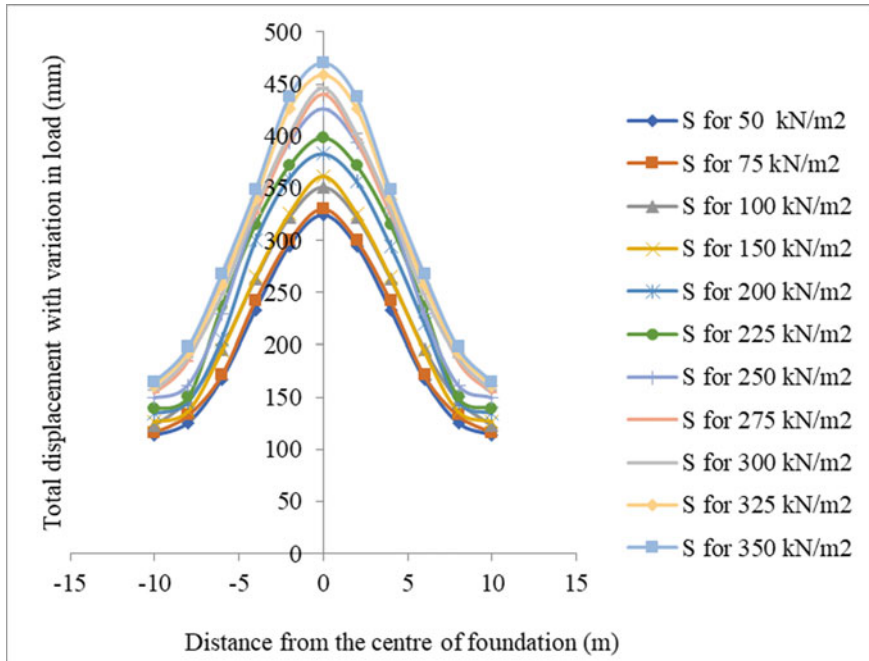 Total displacement with variation in load (mm)
500
450
400
350
300
250
200
150
100
50
0
-15
-10
-5
0
5
10
15
Distance from the centre of foundation (m)
S for 50 kN/m2
S for 75 kN/m2
S for 100 kN/m2
S for 150 kN/m2
S for 200 kN/m2
S for 225 kN/m2
S for 250 kN/m2
S for 275 kN/m2
S for 300 kN/m2
S for 325 kN/m2
S for 350 kN/m2